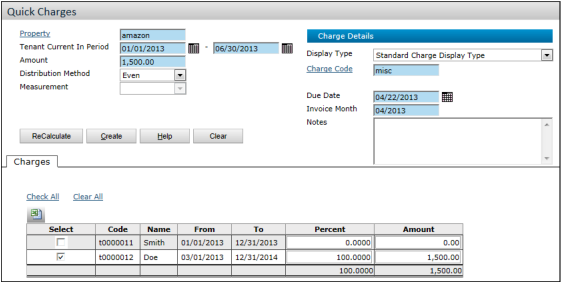 Quick Charges
Property amazon
Tenant Current In Period 01/01/2013 - 06/30/2013
Amount 1,500.00
Distribution Method Even
Measurement
Charge Details
Display Type Standard Charge Display Type
Charge Code misc
Due Date 04/22/2013
Invoice Month 04/2013
Notes
ReCalculate Create Help Clear
Charges
Check All Clear All
Select Code Name From To Percent Amount
t0000011 Smith 01/01/2013 12/31/2013 0.0000 0.00
t0000012 Doe 03/01/2013 12/31/2014 100.0000 1,500.00
100.0000 1,500.00